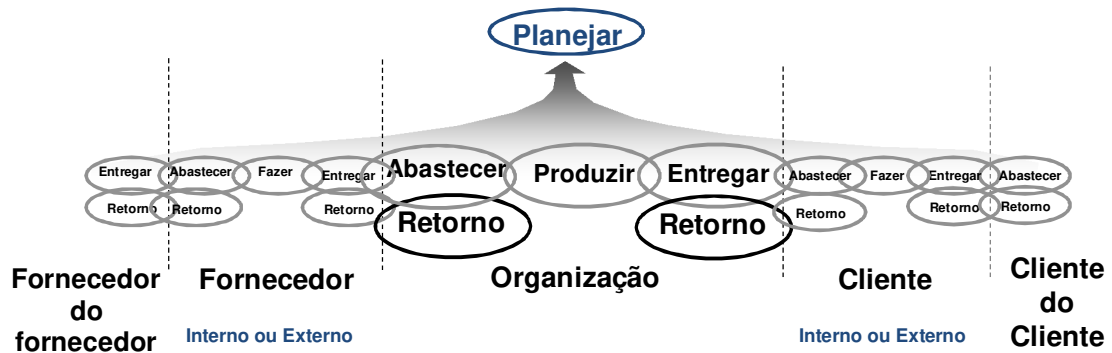 Planejar
Entregar Abastecer Fazer Entregar Abastecer Produzir Entregar Abastecer Fazer Entregar Abastecer
Retorno Retorno Retorno Retorno Retorno Retorno Retorno Retorno
Fornecedor do fornecedor
Fornecedor
Interno ou Externo
Organização
Cliente
Interno ou Externo
Cliente
do
Cliente